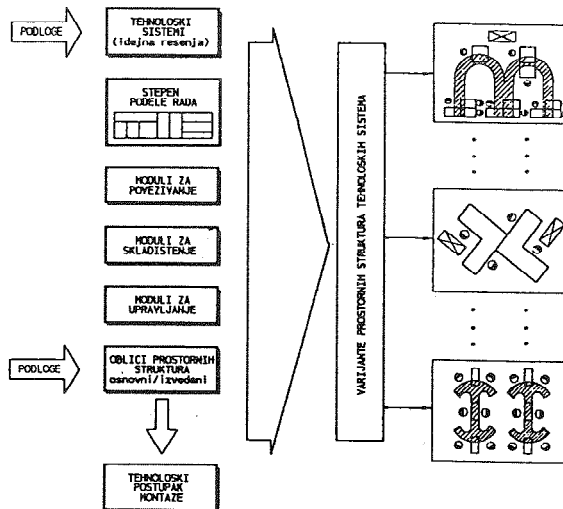 PODLOGE
TEHNOLOSKI
SISTEMI
(idejna resenja)
STEPEN
PODELE RADA
MODULI ZA
POVEZIVANJE
MODULI ZA
SKLADISTENJE
MODULI ZA
UPRAVLJANJE
PODLOGE
OBLICI PROSTORNIH
STRUKTURA
osnovni/izvedeni
TEHNOLOSKI
POSTUPAK
MONTAZE
VARIJANTE PROSTORNIH STRUKTURA TEHNOLOSKIH SISTEMA